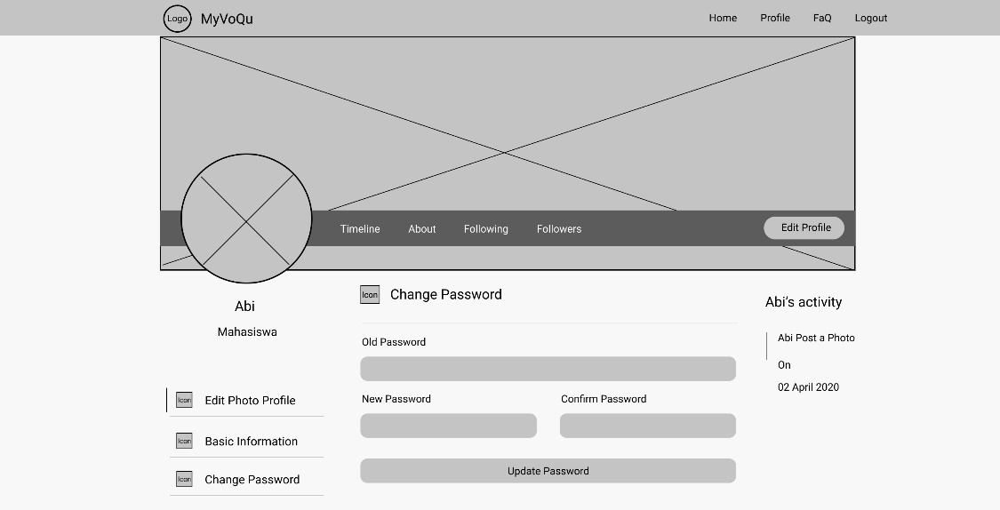 Logo
MyVoQu
Home
Profile
FaQ
Logout
Timeline
About
Following
Followers
Edit Profile
Abi
Mahasiswa
Icon
Edit Photo Profile
Icon
Basic Information
Icon
Change Password
Icon
Change Password
Old Password
New Password
Confirm Password
Update Password
Abi's activity
Abi Post a Photo
On
02 April 2020